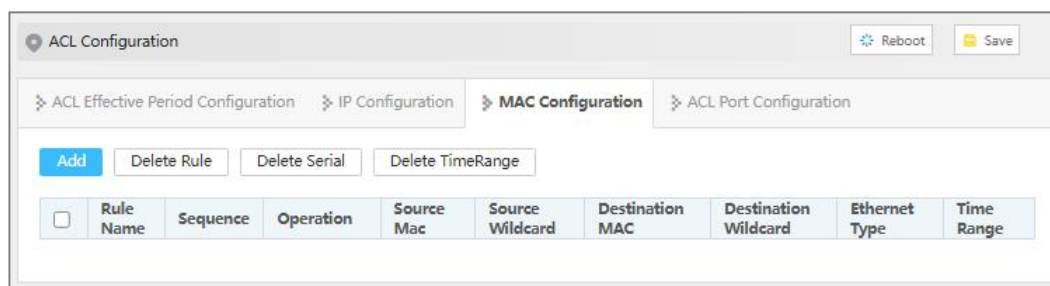 ACL Configuration Reboot Save
ACL Effective Period Configuration IP Configuration MAC Configuration ACL Port Configuration
Add Delete Rule Delete Serial Delete TimeRange
Rule Name Sequence Operation Source Mac Source Wildcard Destination MAC Destination Wildcard Ethernet Type Time Range